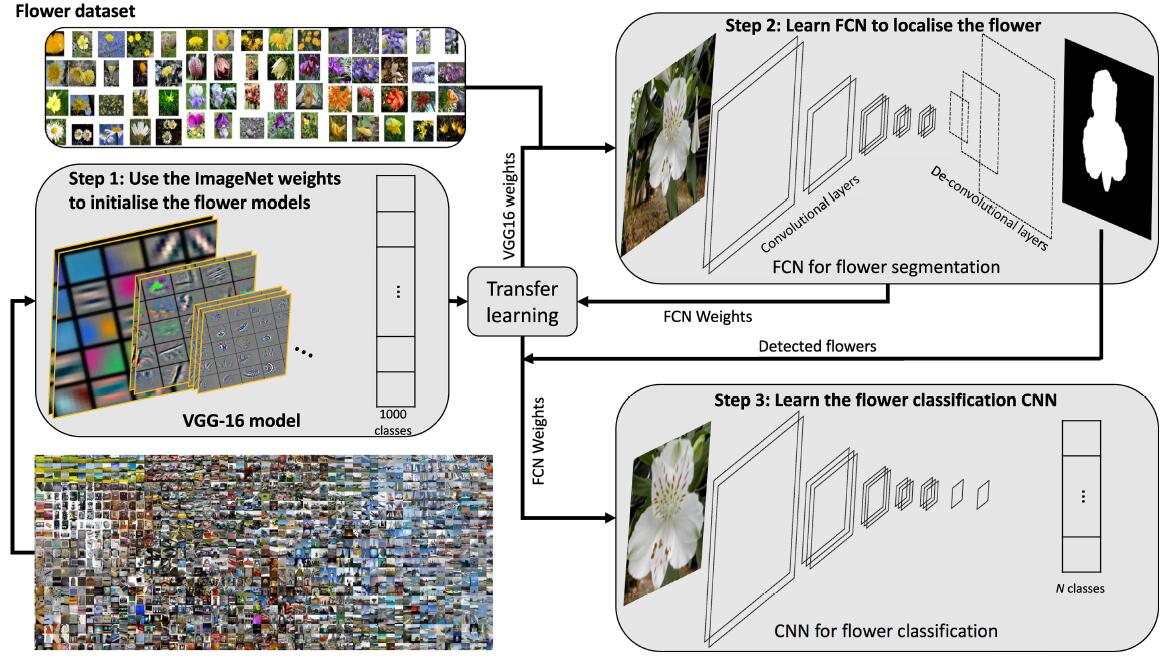 Flower dataset
Step 1: Use the ImageNet weights
to initialise the flower models
...
...
VGG-16 model
1000
classes
VGG16 weights
Transfer
learning
FCN Weights
Detected flowers
FCN Weights
Step 2: Learn FCN to localise the flower
Convolutional layers
De-convolutional layers
FCN for flower segmentation
Step 3: Learn the flower classification CNN
...
N classes
CNN for flower classification